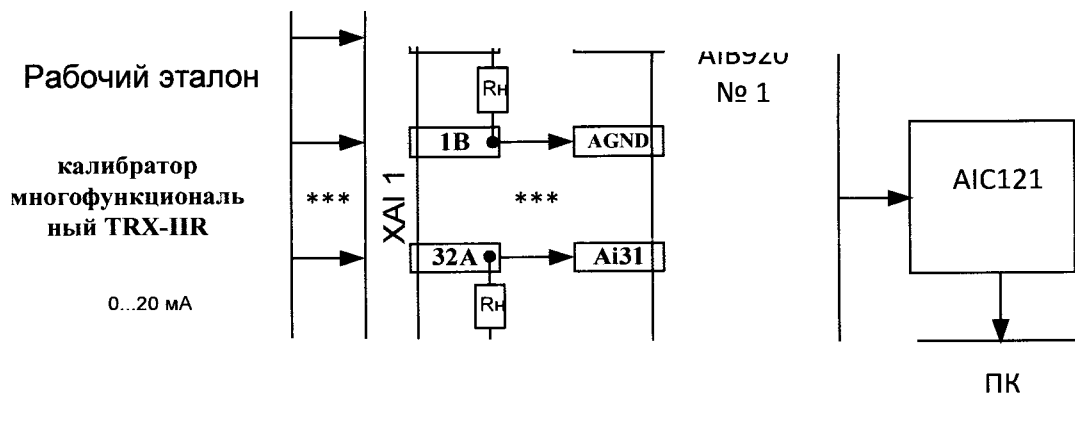 Рабочий эталон
калибратор
многофункциональ
ный TRX-IIR
0...20 мА
***
XAI 1
Rн
1B
AGND
***
32A
Ai31
Rн
AIB920
№ 1
AIC121
ПК